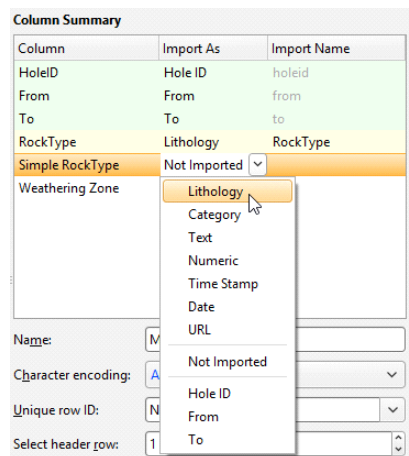 Column Summary
Column Import As Import Name
HoleID Hole ID holeid
From From from
To To to
RockType Lithology RockType
Simple RockType Not Imported
Weathering Zone
Lithology
Category
Text
Numeric
Time Stamp
Date
URL
Not Imported
Hole ID
From
To
Name: M
Character encoding: A
Unique row ID: N
Select header row: 1